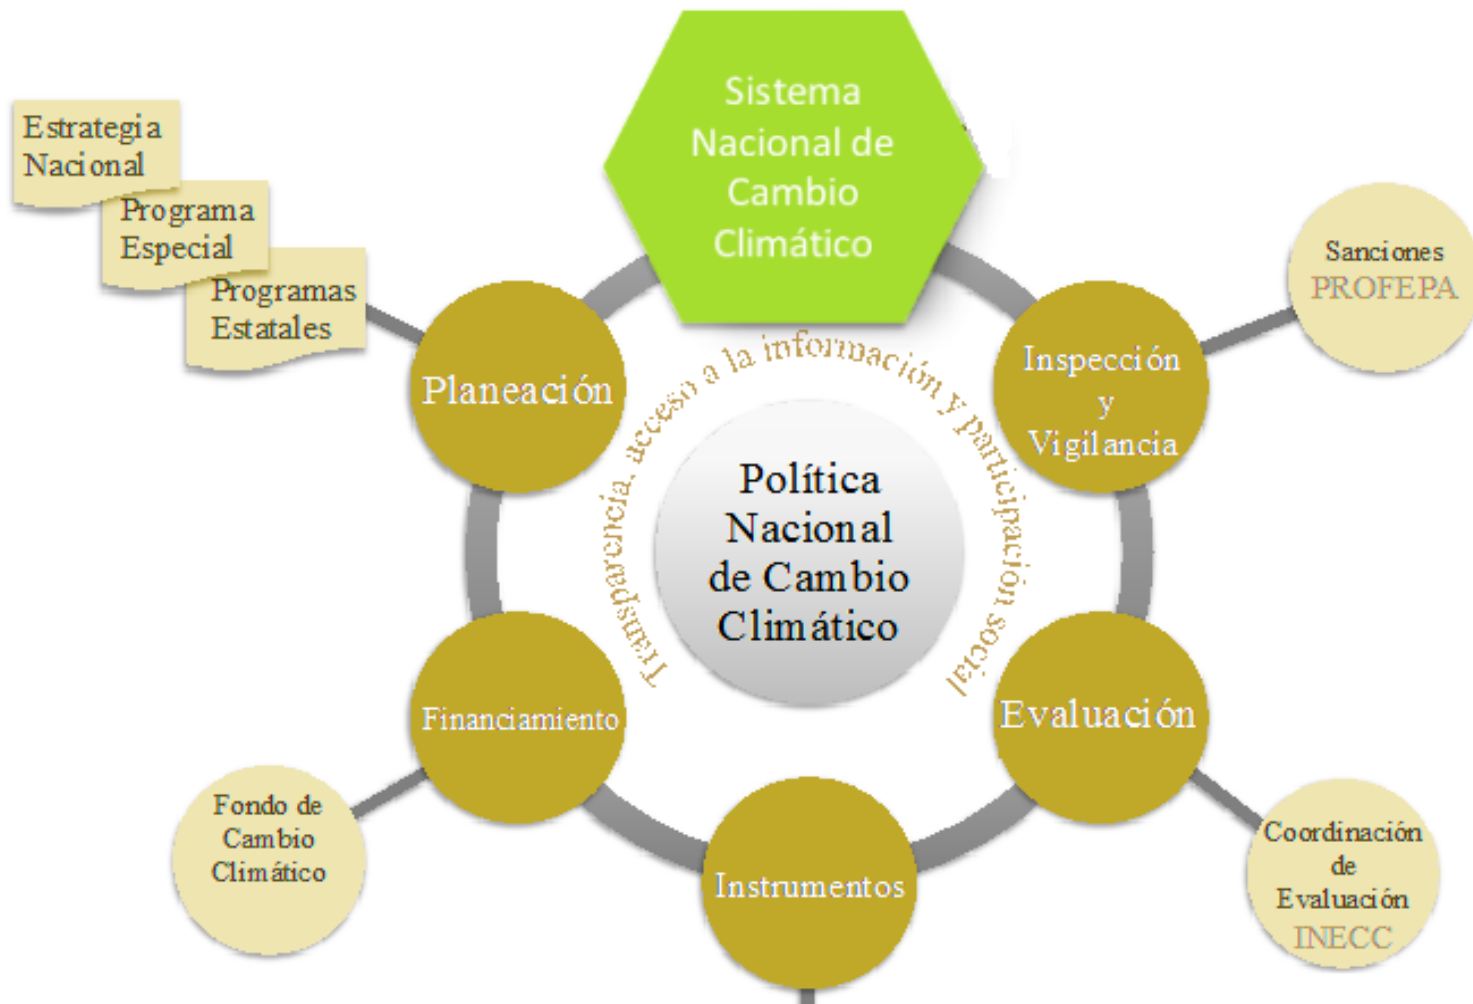 Sistema
Nacional de
Cambio
Climático
Estrategia
Nacional
Programa
Especial
Programas
Estatales
Planeación
Transparencia, acceso a la información y participación social
Política
Nacional
de Cambio
Climático
Inspección
y
Vigilancia
Sanciones
PROFEPA
Financiamiento
Evaluación
Fondo de
Cambio
Climático
Instrumentos
Coordinación
de
Evaluación
INECC